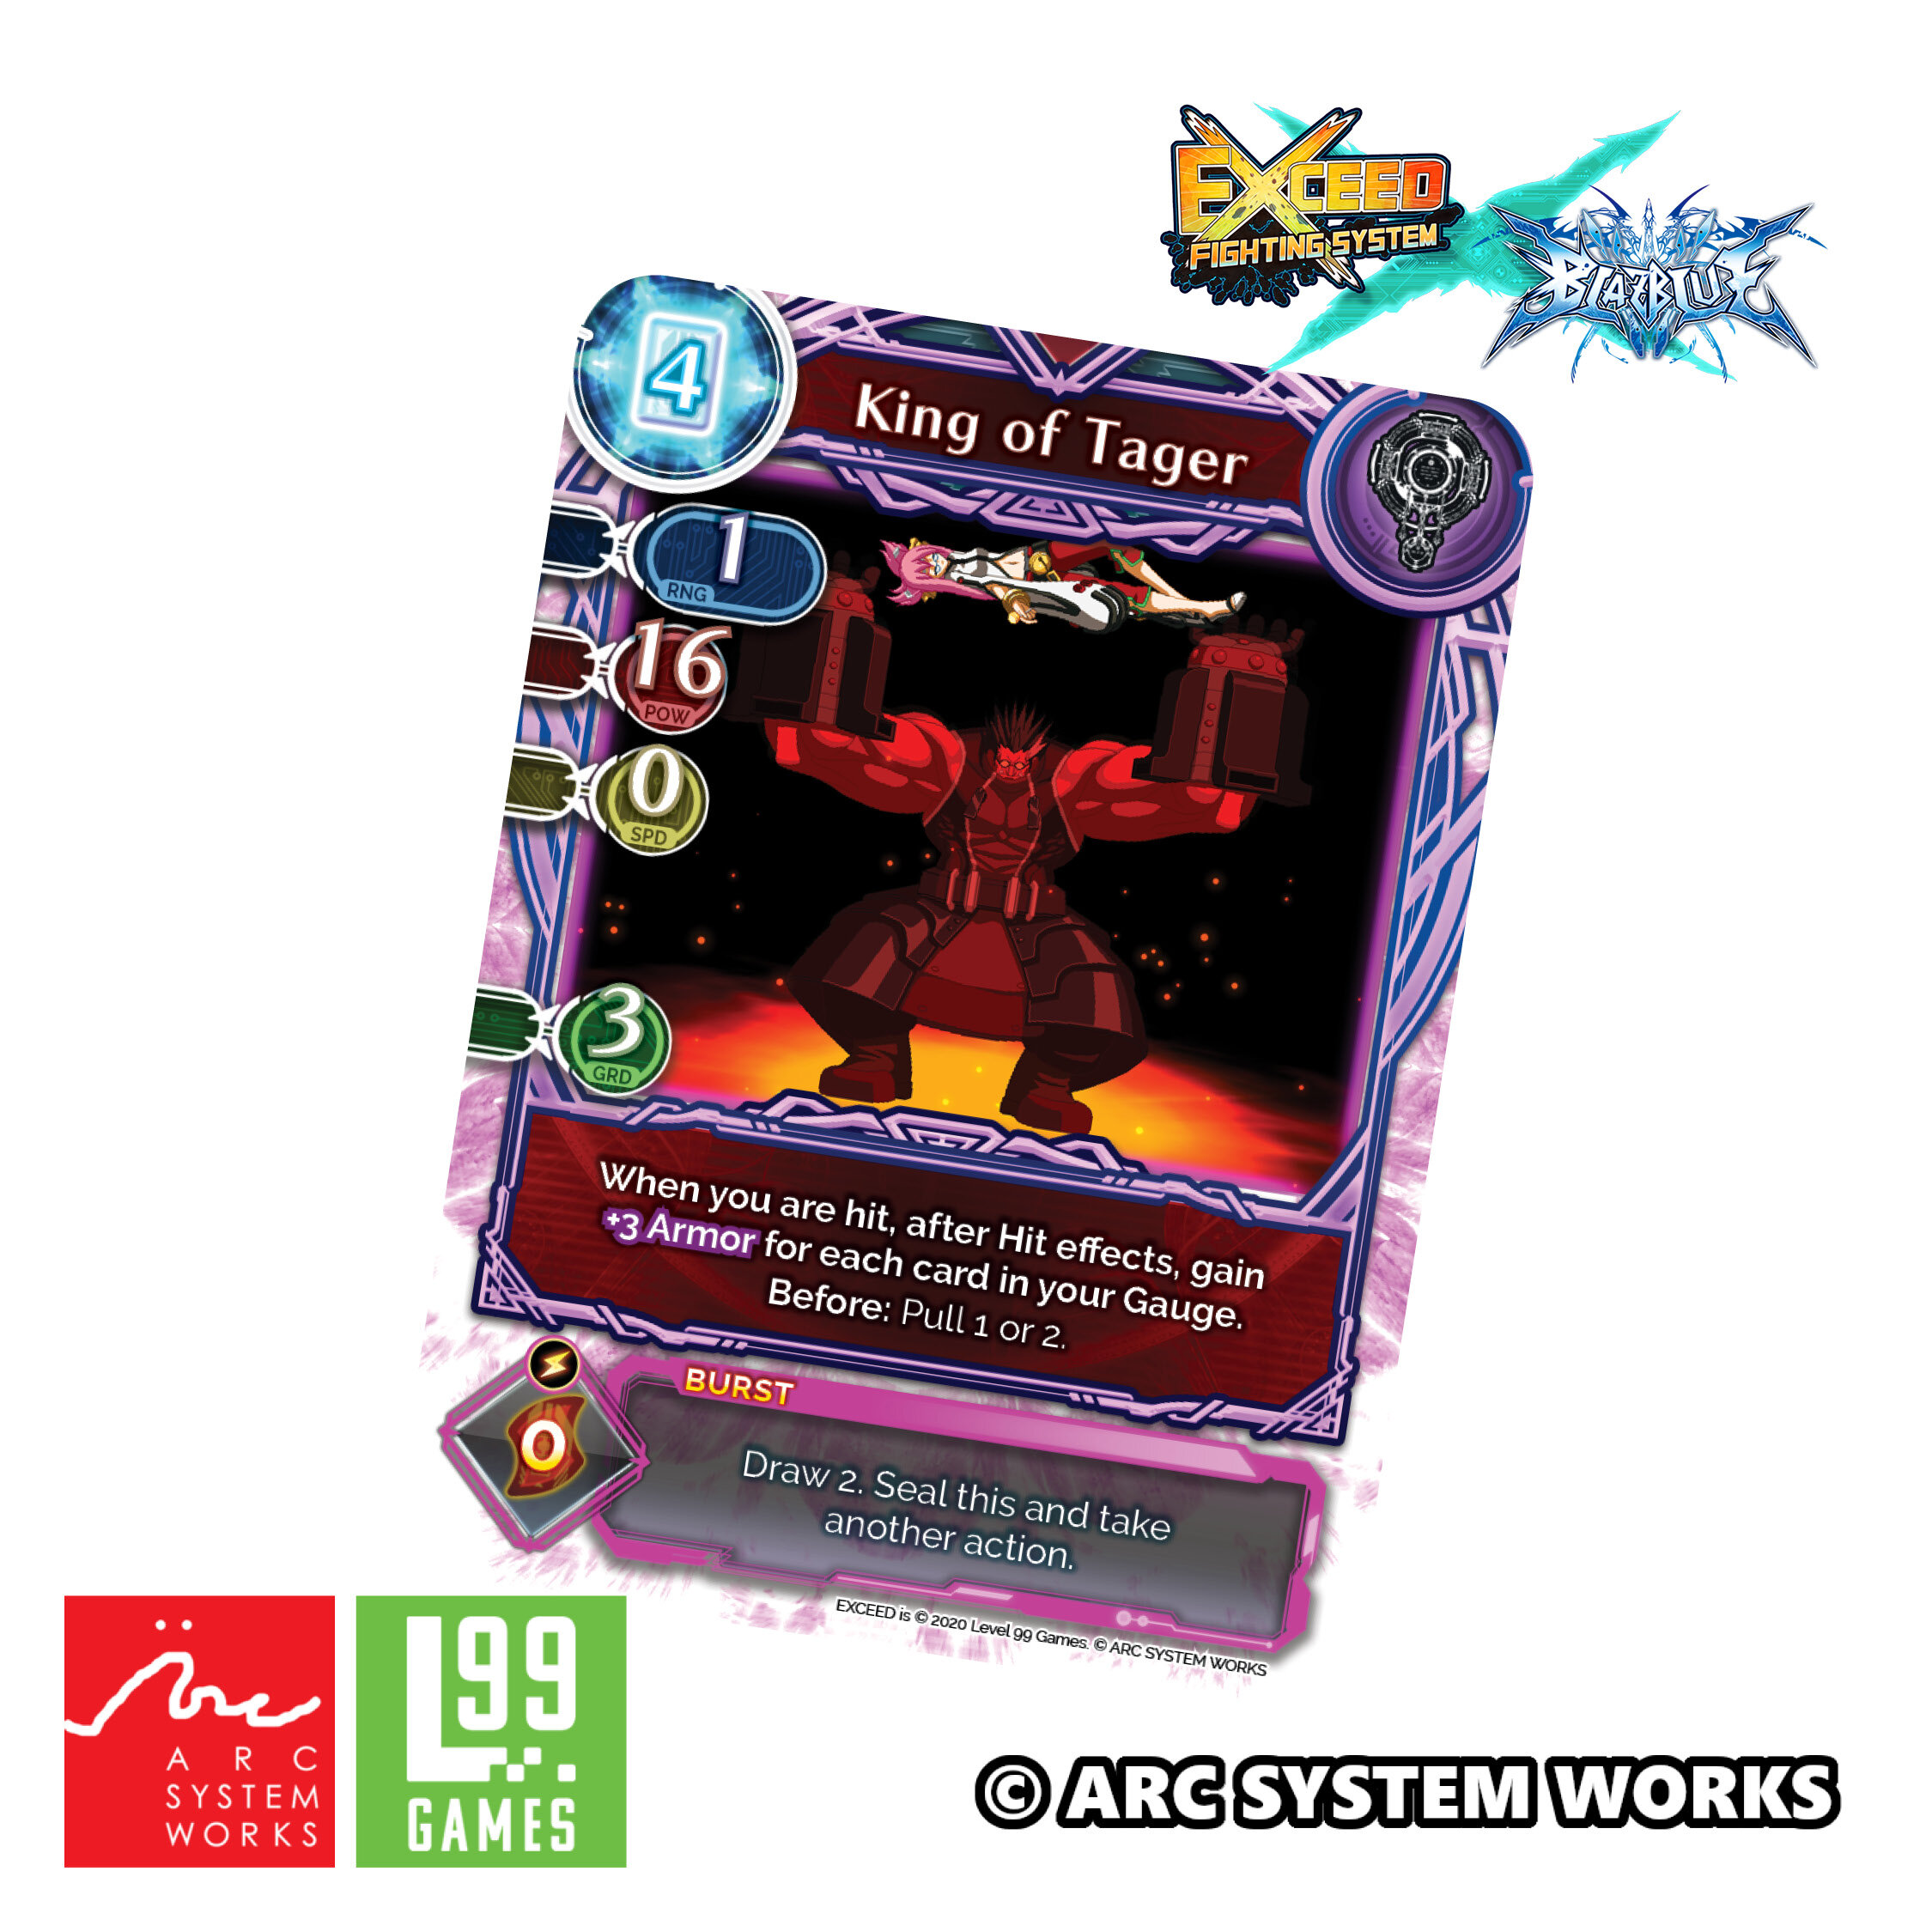 EXCEED
FIGHTING SYSTEM
BLAZBLUE
4
King of Tager
1
RNG
16
POW
0
SPD
3
GRD
When you are hit, after Hit effects, gain
+3 Armor for each card in your Gauge.
Before: Pull 1 or 2.
BURST
0
Draw 2. Seal this and take
another action.
EXCEED is © 2020 Level 99 Games. © ARC SYSTEM WORKS
Arc
ARC
SYSTEM
WORKS
L99
GAMES
© ARC SYSTEM WORKS